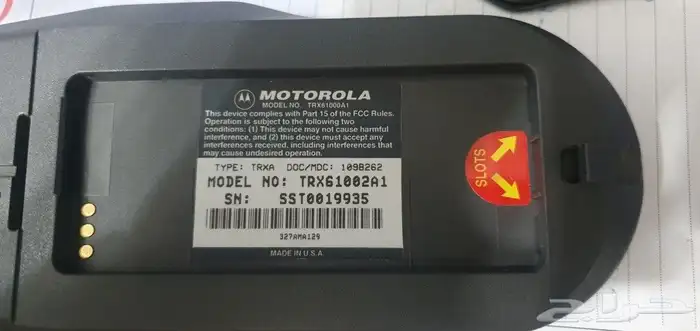 MOTOROLA
MODEL NO. TRX61000A1
This device complies with Part 15 of the FCC Rules.
Operation is subject to the following two
conditions: (1) This device may not cause harmful
interference, and (2) this device must accept any
interference received, including interferences that
may cause undesired operation.
TYPE: TRXA DOC/MDC: 109B262
MODEL NO: TRX61002A1
SN: SST0019935
327AMA129
MADE IN U.S.A
SLOTS
حراج